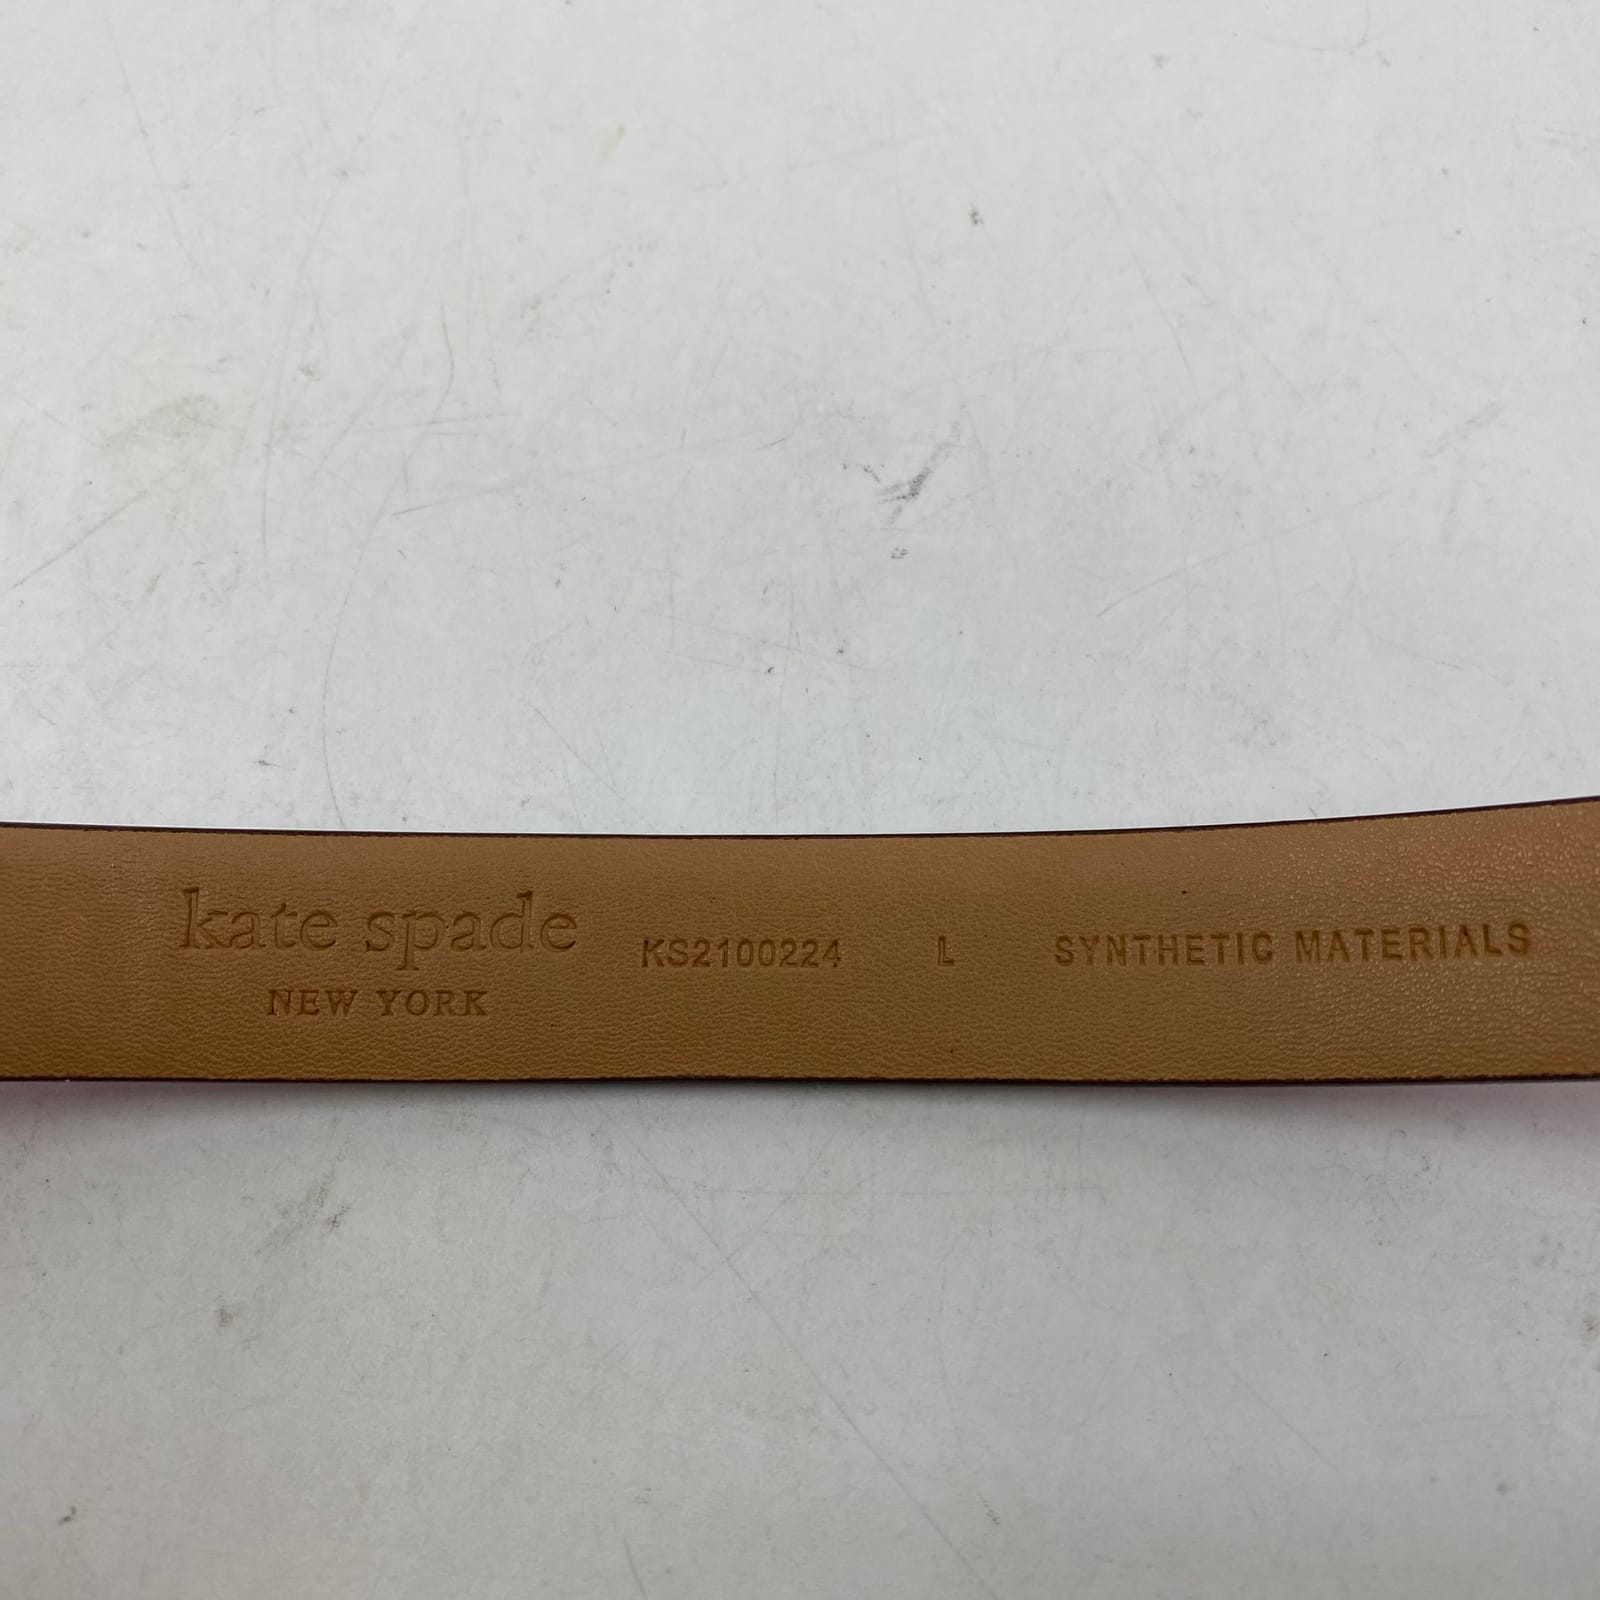 kate spade
NEW YORK
KS2100224 L SYNTHETIC MATERIALS